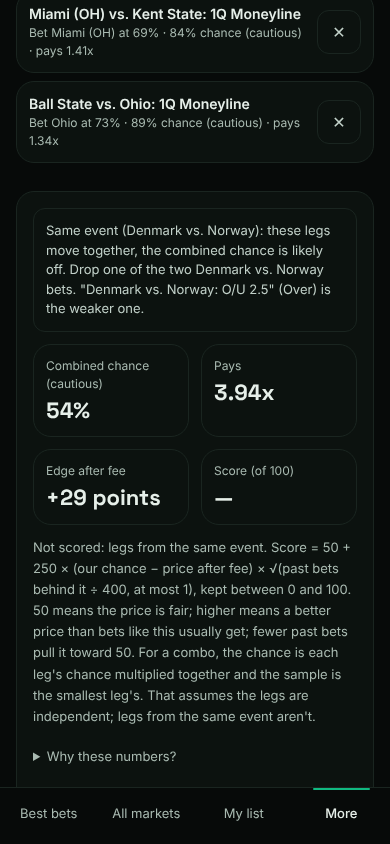 Miami (OH) vs. Kent State: 1Q Moneyline
Bet Miami (OH) at 69% · 84% chance (cautious)
· pays 1.41x
✕
Ball State vs. Ohio: 1Q Moneyline
Bet Ohio at 73% · 89% chance (cautious) · pays
1.34x
✕
Same event (Denmark vs. Norway): these legs
move together, the combined chance is likely
off. Drop one of the two Denmark vs. Norway
bets. "Denmark vs. Norway: O/U 2.5" (Over) is
the weaker one.
Combined chance
(cautious)
54%
Pays
3.94x
Edge after fee
+29 points
Score (of 100)
—
Not scored: legs from the same event. Score = 50 +
250 × (our chance − price after fee) × √(past bets
behind it ÷ 400, at most 1), kept between 0 and 100.
50 means the price is fair; higher means a better
price than bets like this usually get; fewer past bets
pull it toward 50. For a combo, the chance is each
leg's chance multiplied together and the sample is
the smallest leg's. That assumes the legs are
independent; legs from the same event aren't.
▶ Why these numbers?
Best bets
All markets
My list
More